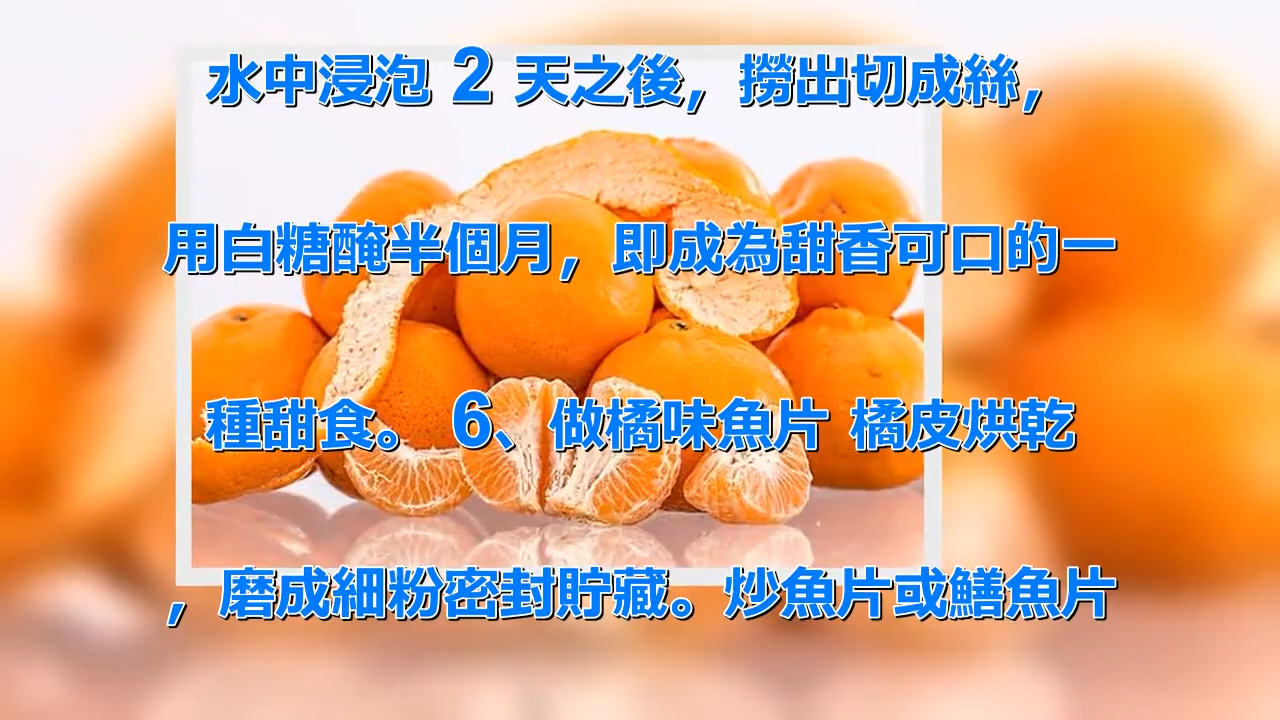 水中浸泡 2 天之後，撈出切成絲，
用白糖醃半個月，即成為甜香可口的一
種甜食。 6、做橘味魚片 橘皮烘乾
，磨成細粉密封貯藏。炒魚片或鱔魚片